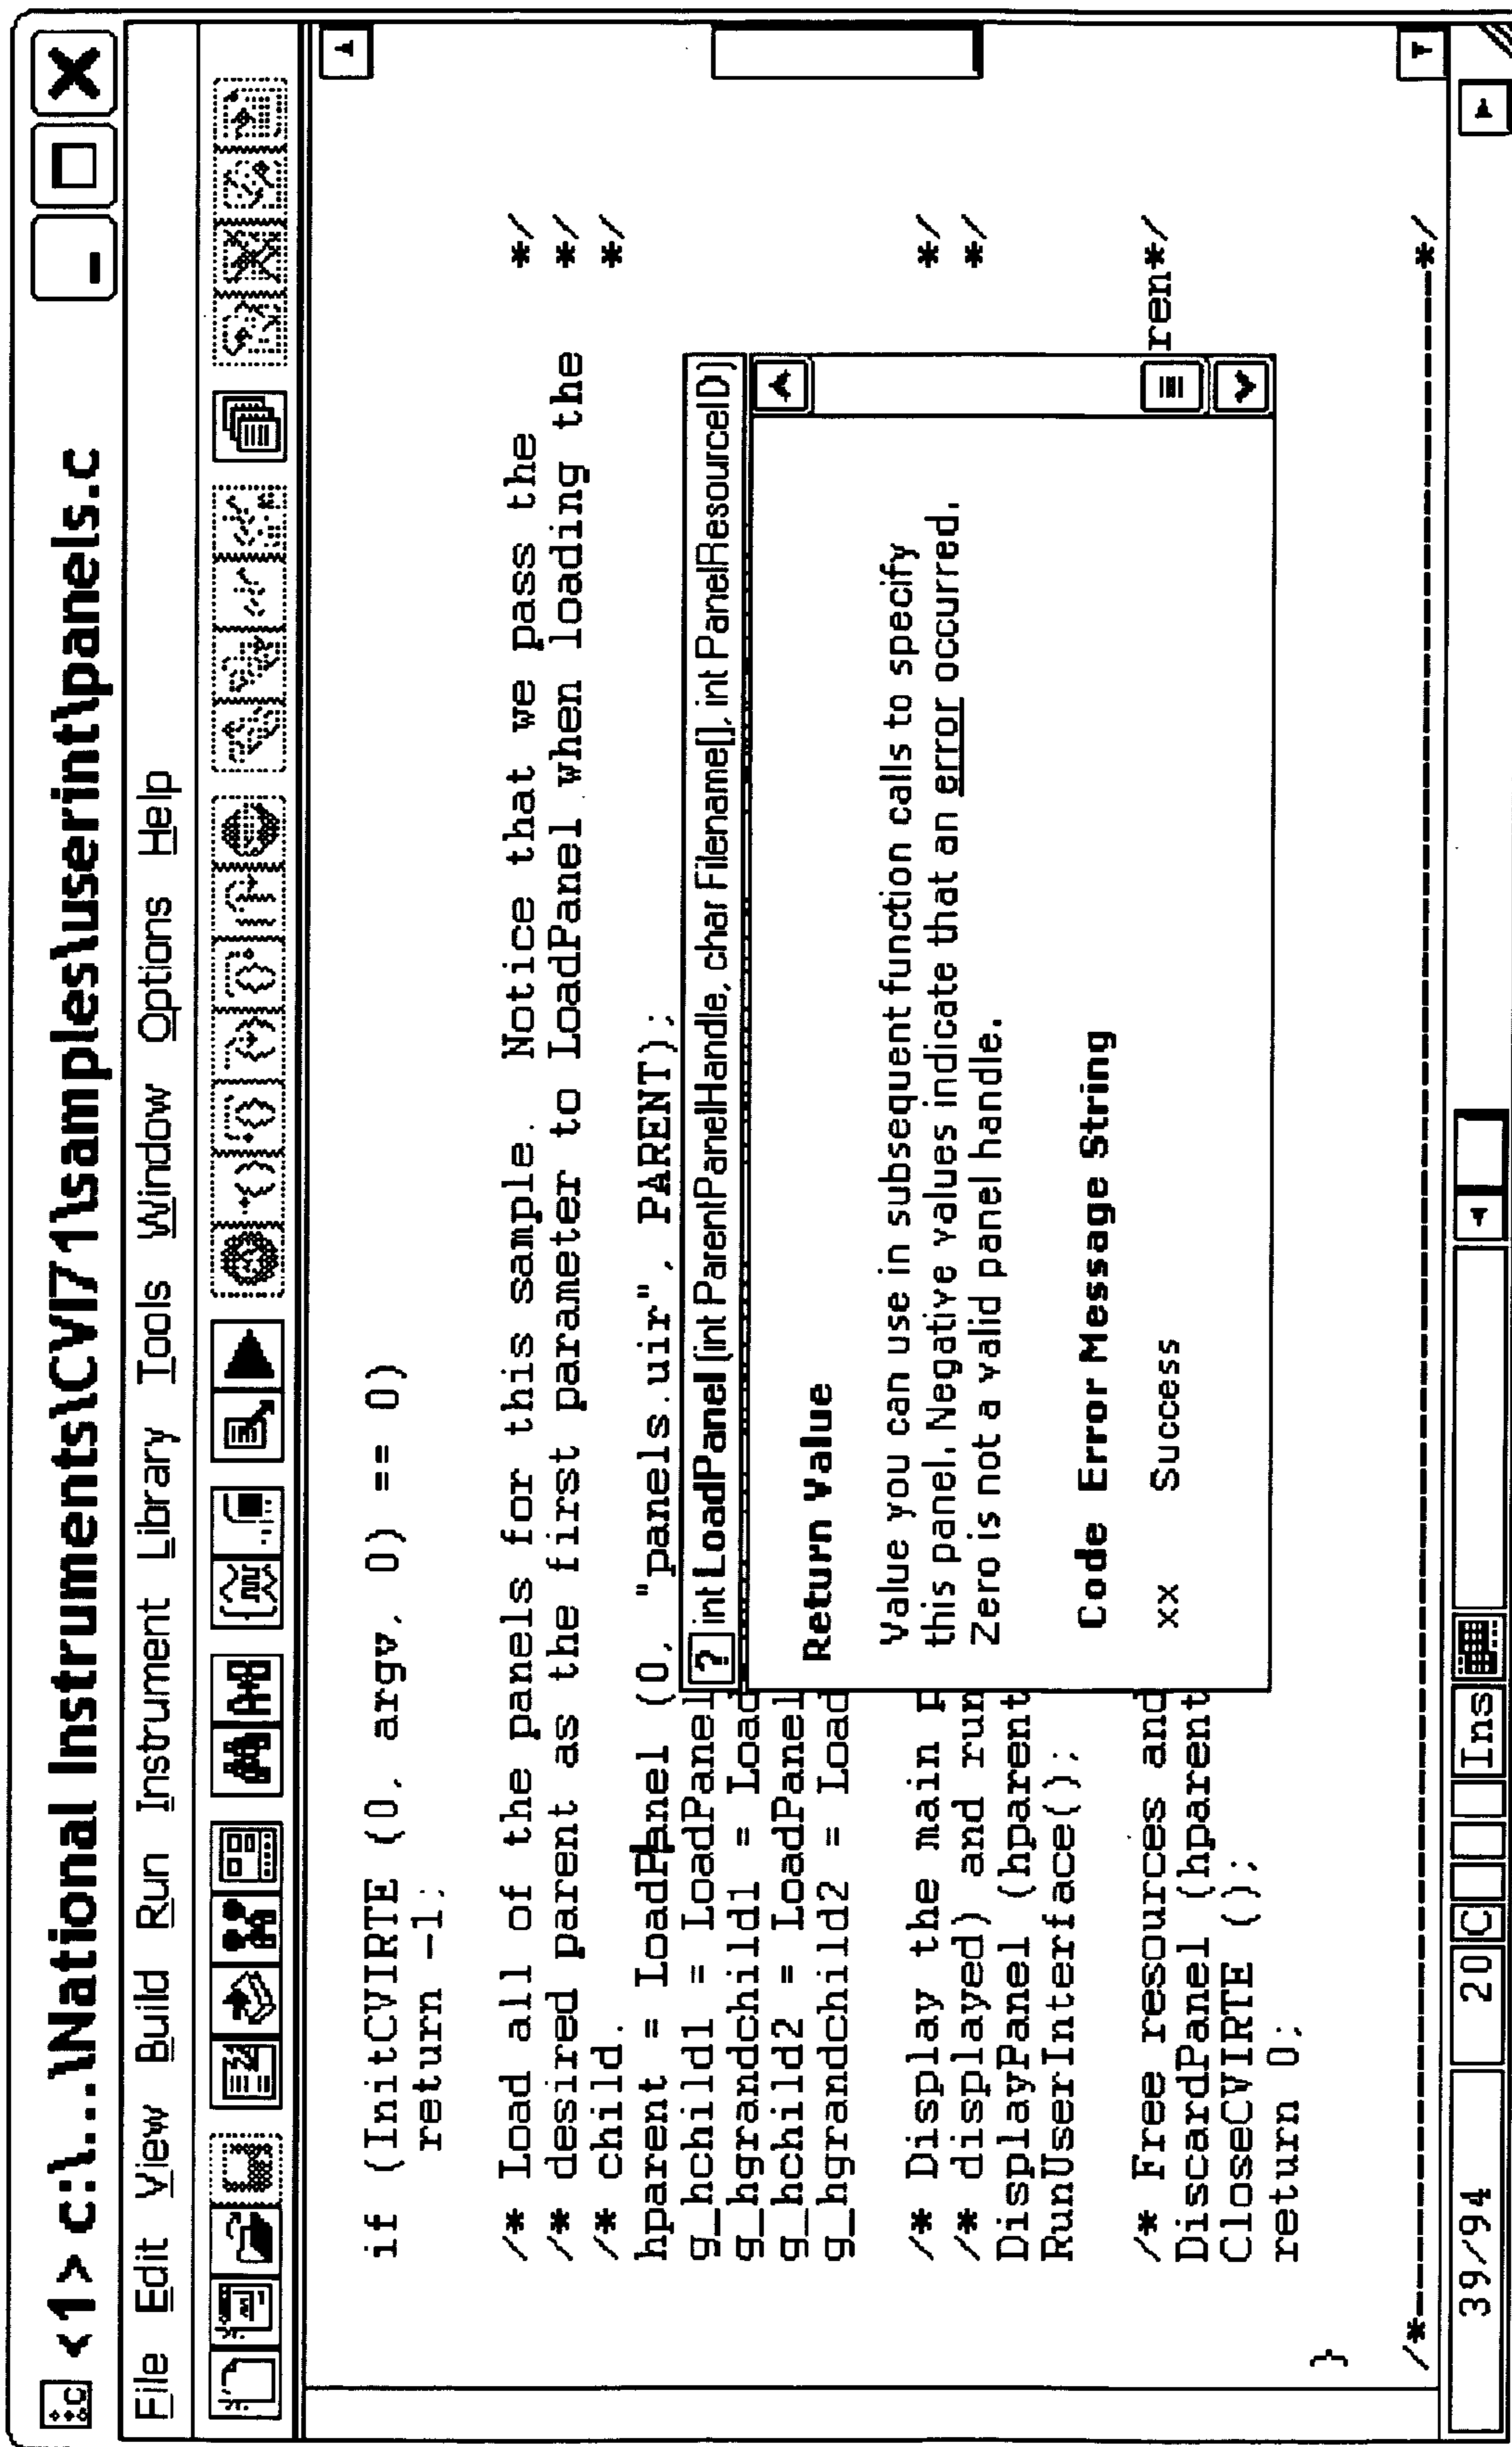 <1> c:\...\National Instruments\CVI71\samples\userint\panels.c
File Edit View Build Run Instrument Library Tools Window Options Help
if (InitCVIRTE (0, argv, 0) == 0)
return -1;
/* Load all of the panels for this sample. Notice that we pass the */
/* desired parent as the first parameter to LoadPanel when loading the */
/* child. */
hparent = LoadPanel (0, "panels.uir", PARENT);
g_hchild1 = LoadPanel
g_hgrandchild1 = Load
g_hchild2 = LoadPanel
g_hgrandchild2 = Load
? int LoadPanel (int ParentPanelHandle, char Filename[], int PanelResourceID)
Return Value
Value you can use in subsequent function calls to specify
this panel. Negative values indicate that an error occurred.
Zero is not a valid panel handle.
Code Error Message String
xx Success
/* Display the main p */
/* displayed) and run */
DisplayPanel (hparent
RunUserInterface();
/* Free resources and ren*/
DiscardPanel (hparent
CloseCVIRTE ();
return 0;
}
/*------------------------------------------------------------------------*/
39/94 20 C Ins